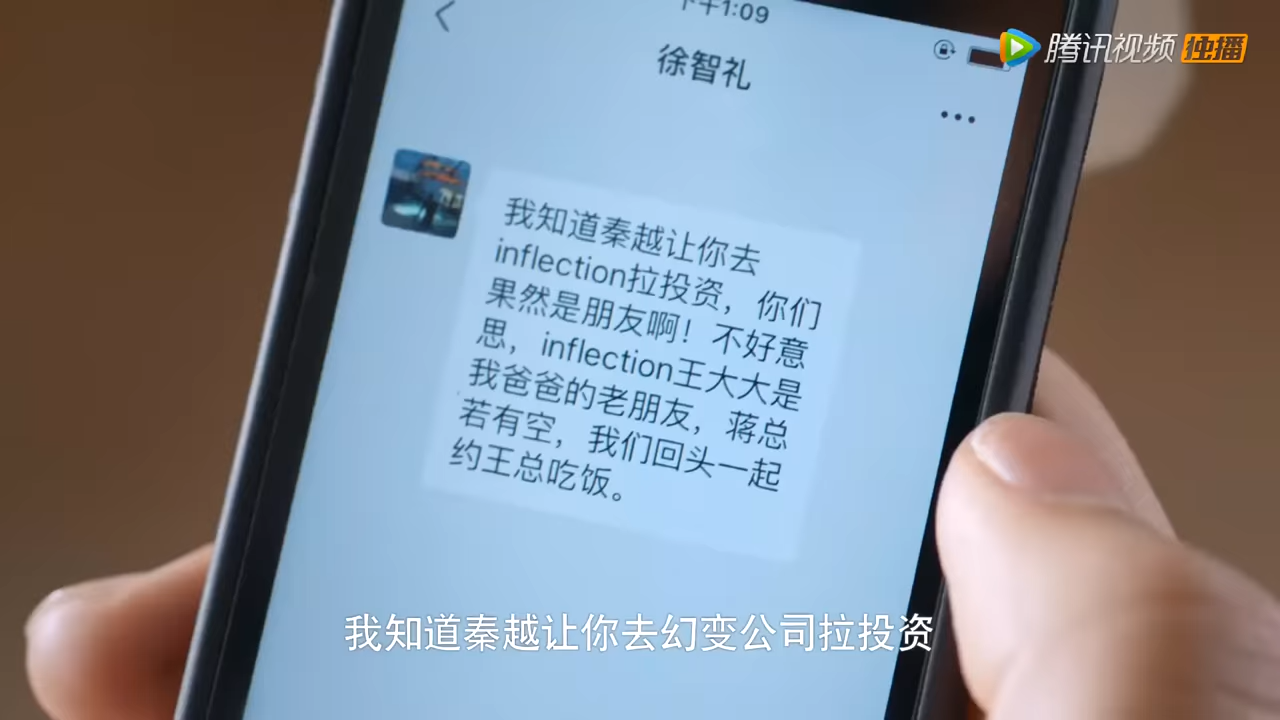 下午1:09
徐智礼
腾讯视频 独播
我知道秦越让你去
inflection拉投资，你们
果然是朋友啊！不好意
思，inflection王大大是
我爸爸的老朋友，蒋总
若有空，我们回头一起
约王总吃饭。
我知道秦越让你去幻变公司拉投资